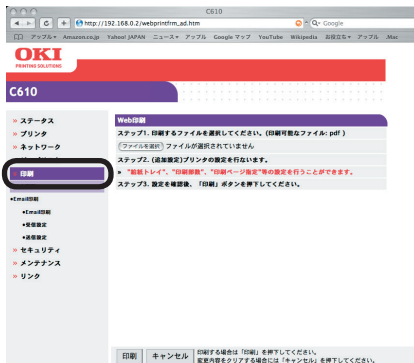 C610
http://192.168.0.2/webprintfrm_ad.htm
Q- Google
アップル▾ Amazon.co.jp Yahoo! JAPAN ニュース▾ アップル Google マップ YouTube Wikipedia お役立ち▾ アップル .Mac
OKI
PRINTING SOLUTIONS
C610
» ステータス
» プリンタ
» ネットワーク
» 印刷
•Email印刷
•Email印刷
•受信設定
•送信設定
» セキュリティ
» メンテナンス
» リンク
Web印刷
ステップ1. 印刷するファイルを選択してください。(印刷可能なファイル: pdf )
ファイルを選択 ファイルが選択されていません
ステップ2. (追加設定)プリンタの設定を行ないます。
» "給紙トレイ"、"印刷部数"、"印刷ページ指定"等の設定を行うことができます。
ステップ3. 設定を確認後、「印刷」ボタンを押下してください。
印刷 キャンセル
印刷する場合は「印刷」を押下してください。
変更内容をクリアする場合には「キャンセル」を押下してください。